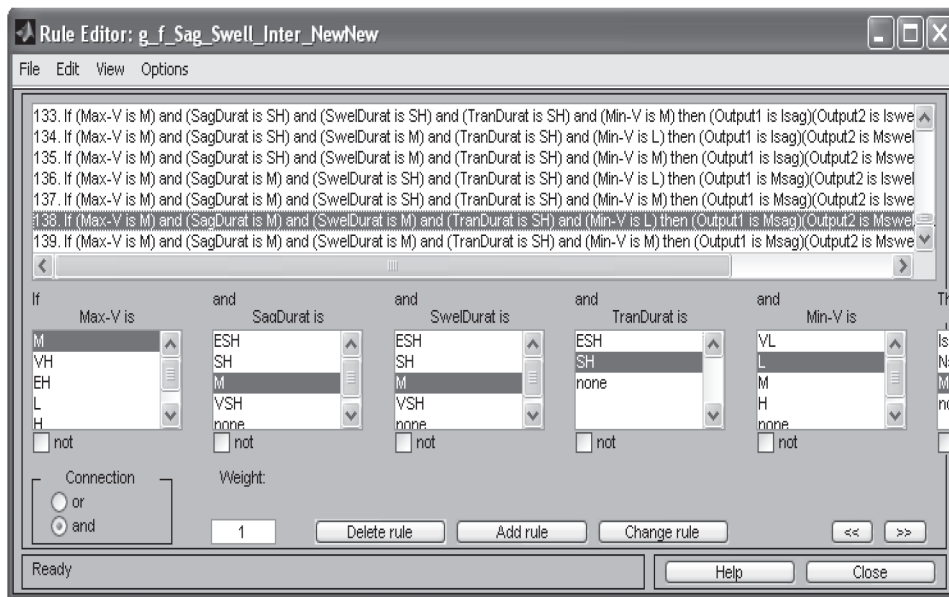 Rule Editor: g_f_Sag_Swell_Inter_NewNew
File Edit View Options
133. If (Max-V is M) and (SagDurat is SH) and (SwelDurat is SH) and (TranDurat is SH) and (Min-V is M) then (Output1 is Isag)(Output2 is Iswe
134. If (Max-V is M) and (SagDurat is SH) and (SwelDurat is M) and (TranDurat is SH) and (Min-V is L) then (Output1 is Isag)(Output2 is Mswel
135. If (Max-V is M) and (SagDurat is SH) and (SwelDurat is M) and (TranDurat is SH) and (Min-V is M) then (Output1 is Isag)(Output2 is Mswe
136. If (Max-V is M) and (SagDurat is M) and (SwelDurat is SH) and (TranDurat is SH) and (Min-V is L) then (Output1 is Msag)(Output2 is Iswel
137. If (Max-V is M) and (SagDurat is M) and (SwelDurat is SH) and (TranDurat is SH) and (Min-V is M) then (Output1 is Msag)(Output2 is Iswe
138. If (Max-V is M) and (SagDurat is M) and (SwelDurat is M) and (TranDurat is SH) and (Min-V is L) then (Output1 is Msag)(Output2 is Mswel
139. If (Max-V is M) and (SagDurat is M) and (SwelDurat is M) and (TranDurat is SH) and (Min-V is M) then (Output1 is Msag)(Output2 is Mswe
If and and and and Th
Max-V is SagDurat is SwelDurat is TranDurat is Min-V is
M ESH ESH ESH VL Is
VH SH SH SH L N
EH M M none M M
L VSH VSH H no
H none none none
not not not not not
Connection Weight:
or
and 1 Delete rule Add rule Change rule << >>
Ready Help Close